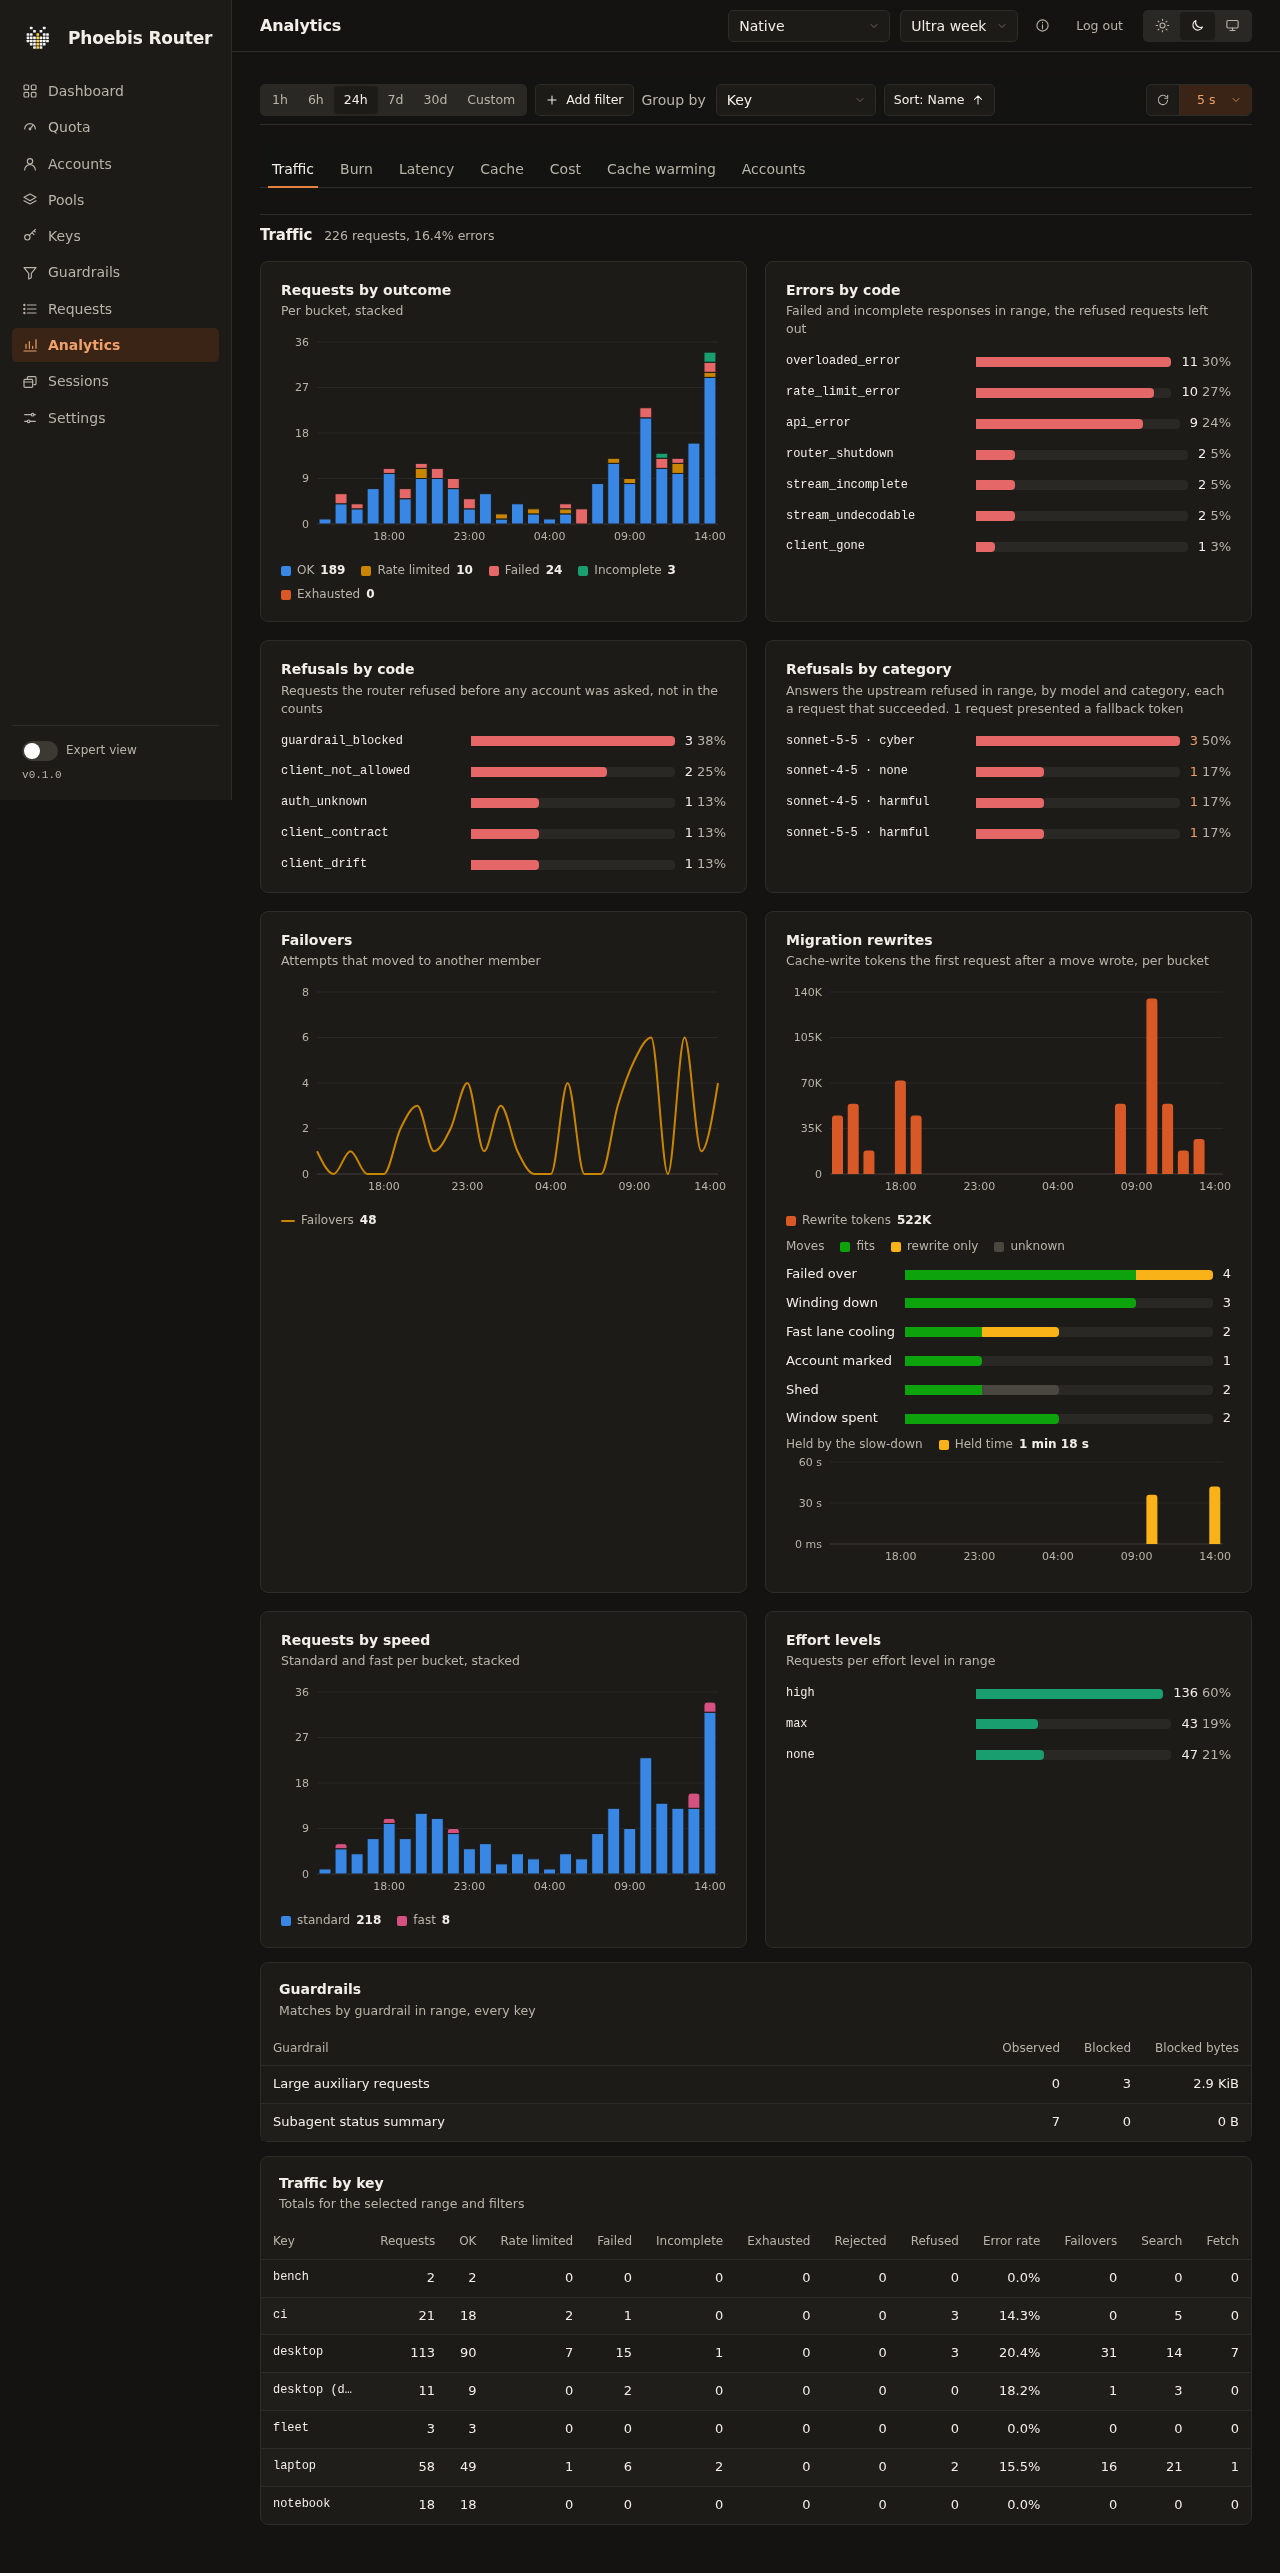 Phoebis Router
Dashboard
Quota
Accounts
Pools
Keys
Guardrails
Requests
Analytics
Sessions
Settings
Expert view
v0.1.0
Analytics
Native
Ultra week
Log out
1h 6h 24h 7d 30d Custom
Add filter
Group by
Key
Sort: Name
5 s
Traffic Burn Latency Cache Cost Cache warming Accounts
Traffic 226 requests, 16.4% errors
Requests by outcome
Per bucket, stacked
36
27
18
9
0
18:00 23:00 04:00 09:00 14:00
OK 189 Rate limited 10 Failed 24 Incomplete 3
Exhausted 0
Errors by code
Failed and incomplete responses in range, the refused requests left
out
overloaded_error 11 30%
rate_limit_error 10 27%
api_error 9 24%
router_shutdown 2 5%
stream_incomplete 2 5%
stream_undecodable 2 5%
client_gone 1 3%
Refusals by code
Requests the router refused before any account was asked, not in the
counts
guardrail_blocked 3 38%
client_not_allowed 2 25%
auth_unknown 1 13%
client_contract 1 13%
client_drift 1 13%
Refusals by category
Answers the upstream refused in range, by model and category, each
a request that succeeded. 1 request presented a fallback token
sonnet-5-5 · cyber 3 50%
sonnet-4-5 · none 1 17%
sonnet-4-5 · harmful 1 17%
sonnet-5-5 · harmful 1 17%
Failovers
Attempts that moved to another member
8
6
4
2
0
18:00 23:00 04:00 09:00 14:00
Failovers 48
Migration rewrites
Cache-write tokens the first request after a move wrote, per bucket
140K
105K
70K
35K
0
18:00 23:00 04:00 09:00 14:00
Rewrite tokens 522K
Moves fits rewrite only unknown
Failed over 4
Winding down 3
Fast lane cooling 2
Account marked 1
Shed 2
Window spent 2
Held by the slow-down Held time 1 min 18 s
60 s
30 s
0 ms
18:00 23:00 04:00 09:00 14:00
Requests by speed
Standard and fast per bucket, stacked
36
27
18
9
0
18:00 23:00 04:00 09:00 14:00
standard 218 fast 8
Effort levels
Requests per effort level in range
high 136 60%
max 43 19%
none 47 21%
Guardrails
Matches by guardrail in range, every key
Guardrail Observed Blocked Blocked bytes
Large auxiliary requests 0 3 2.9 KiB
Subagent status summary 7 0 0 B
Traffic by key
Totals for the selected range and filters
Key Requests OK Rate limited Failed Incomplete Exhausted Rejected Refused Error rate Failovers Search Fetch
bench 2 2 0 0 0 0 0 0 0.0% 0 0 0
ci 21 18 2 1 0 0 0 3 14.3% 0 5 0
desktop 113 90 7 15 1 0 0 3 20.4% 31 14 7
desktop (d… 11 9 0 2 0 0 0 0 18.2% 1 3 0
fleet 3 3 0 0 0 0 0 0 0.0% 0 0 0
laptop 58 49 1 6 2 0 0 2 15.5% 16 21 1
notebook 18 18 0 0 0 0 0 0 0.0% 0 0 0